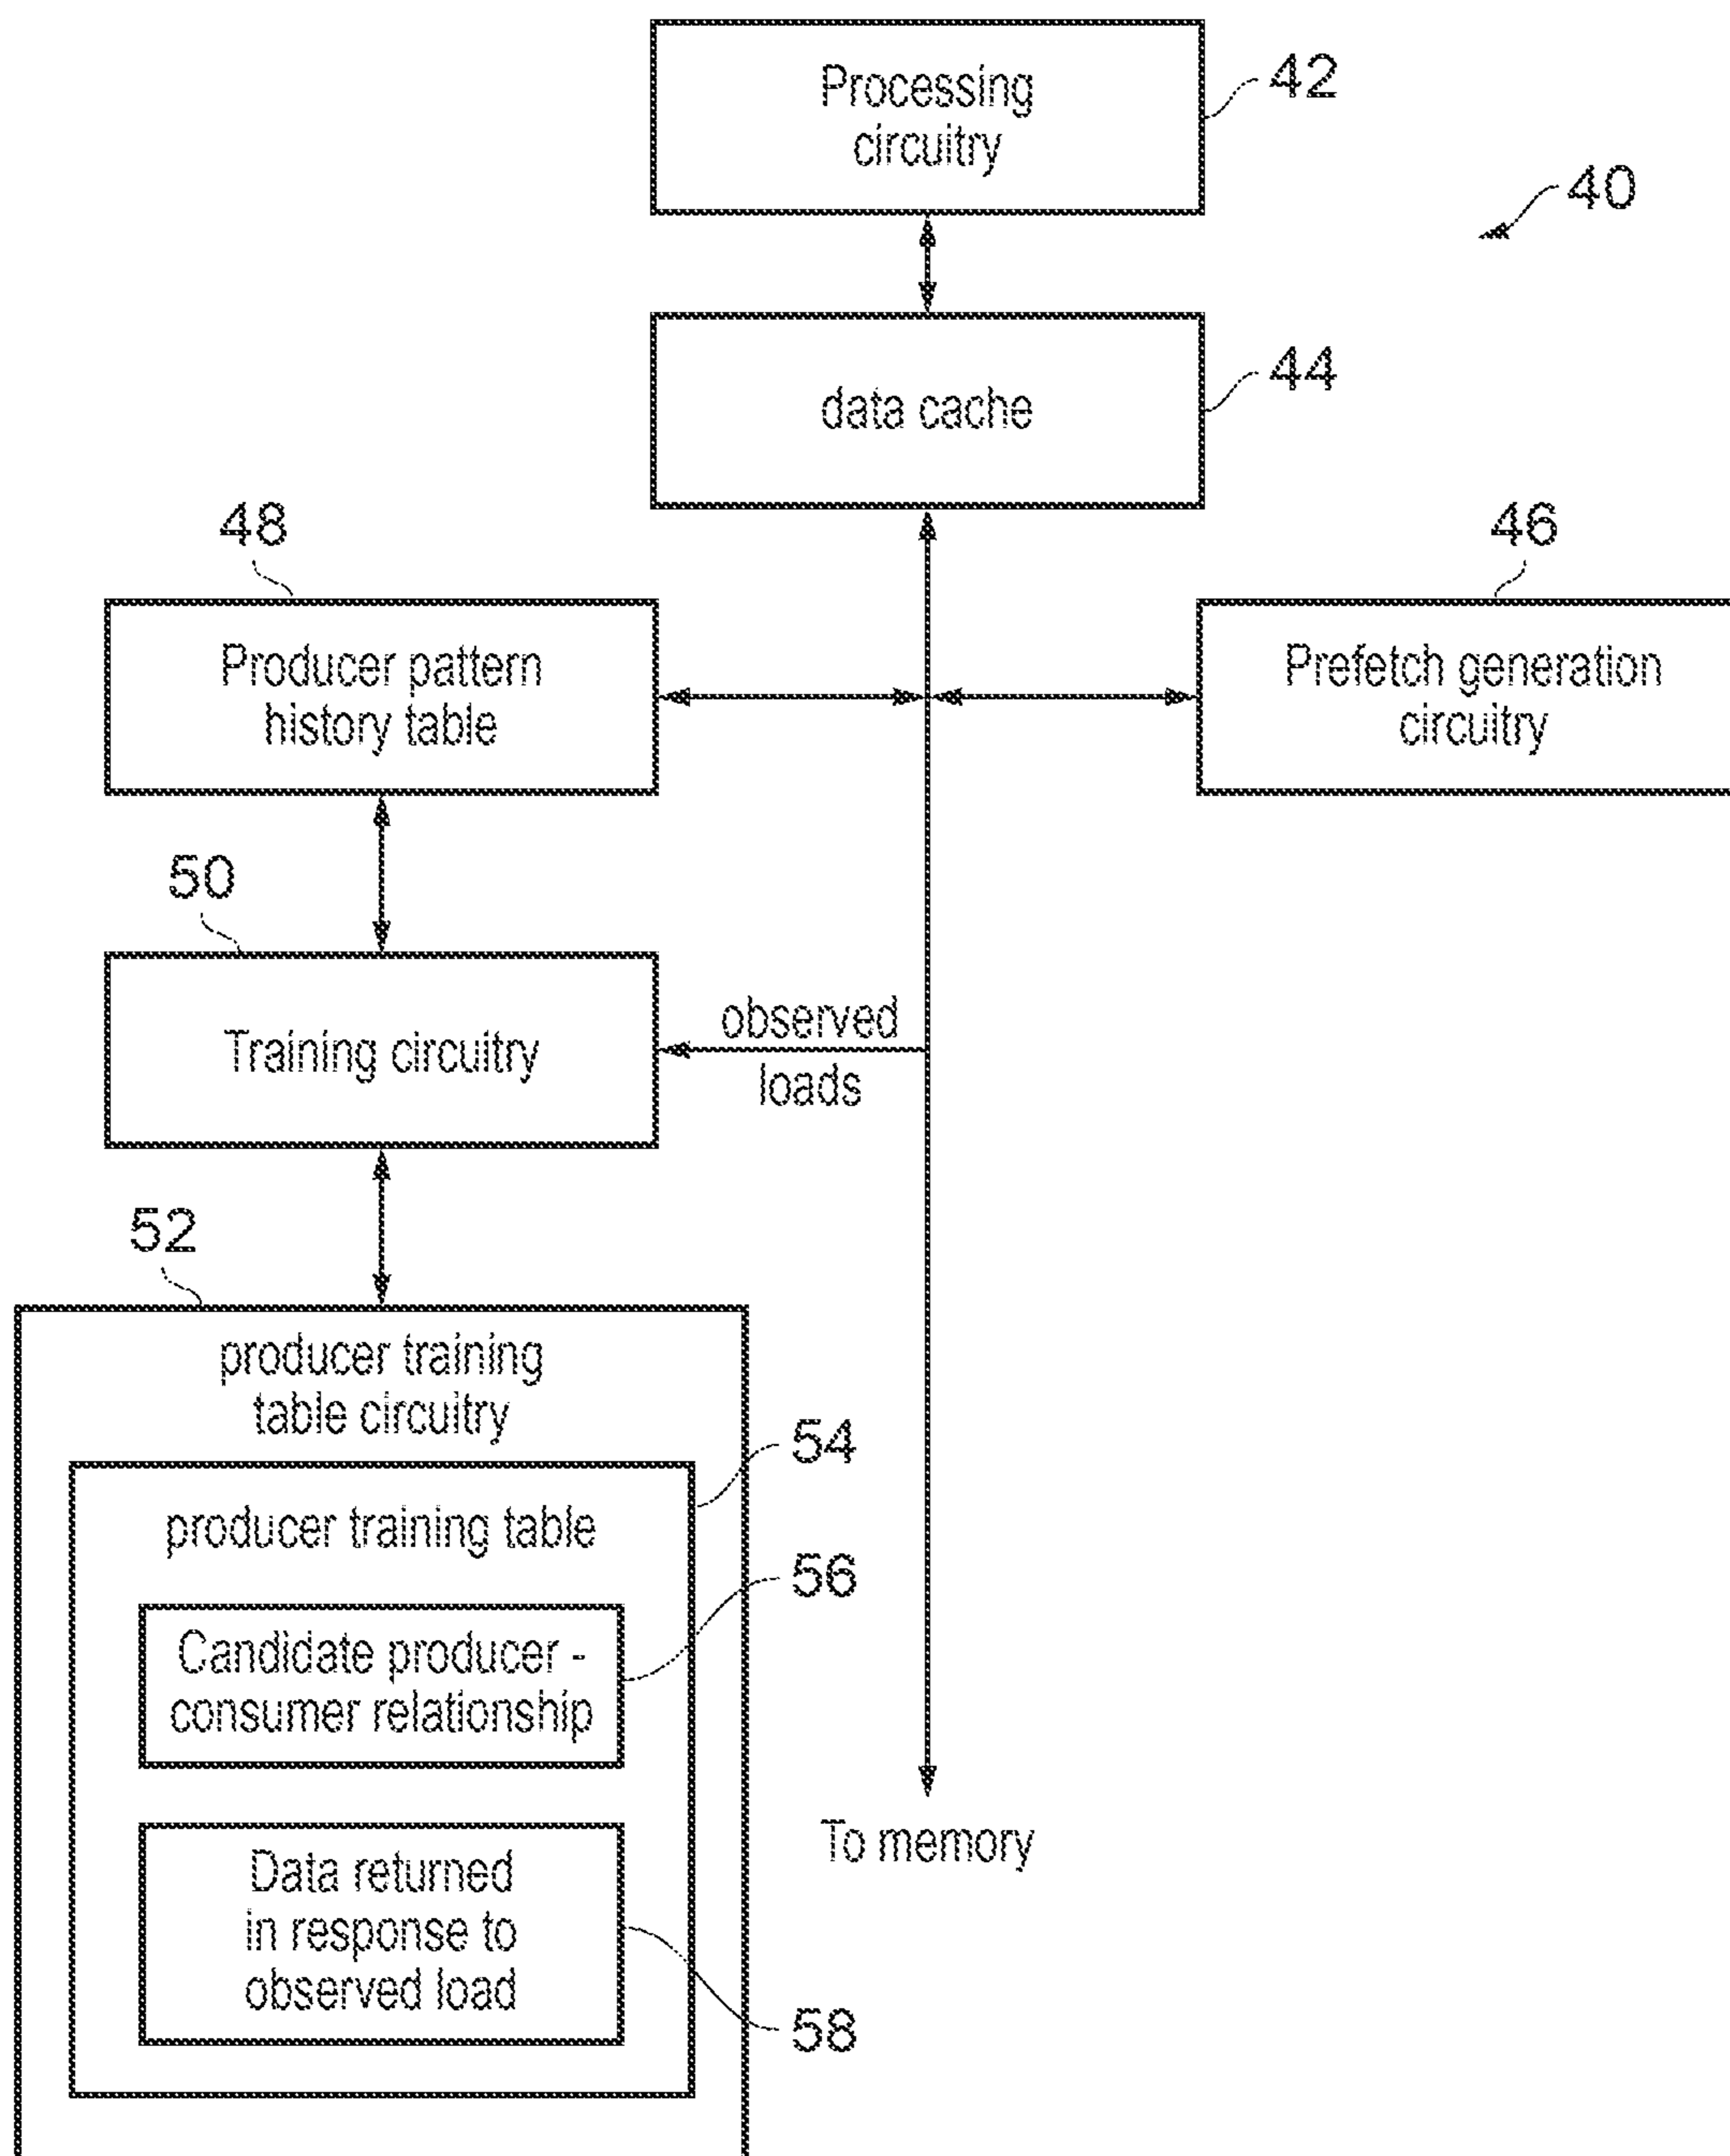 Processing
circuitry
42
40
data cache
44
48
46
Producer pattern
history table
Prefetch generation
circuitry
50
Training circuitry
observed
loads
52
producer training
table circuitry
54
producer training table
56
Candidate producer -
consumer relationship
To memory
Data returned
in response to
observed load
58